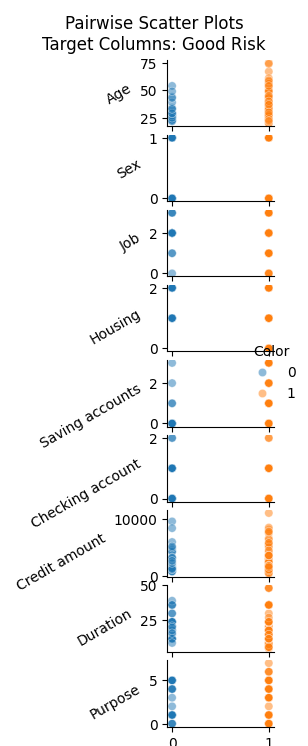 Pairwise Scatter Plots
Target Columns: Good Risk
75
50
25
Age
1
0
Sex
2
0
Job
2
0
Housing
Color
0
1
2
0
Saving accounts
2
0
Checking account
10000
0
Credit amount
50
25
Duration
5
0
Purpose
0 1